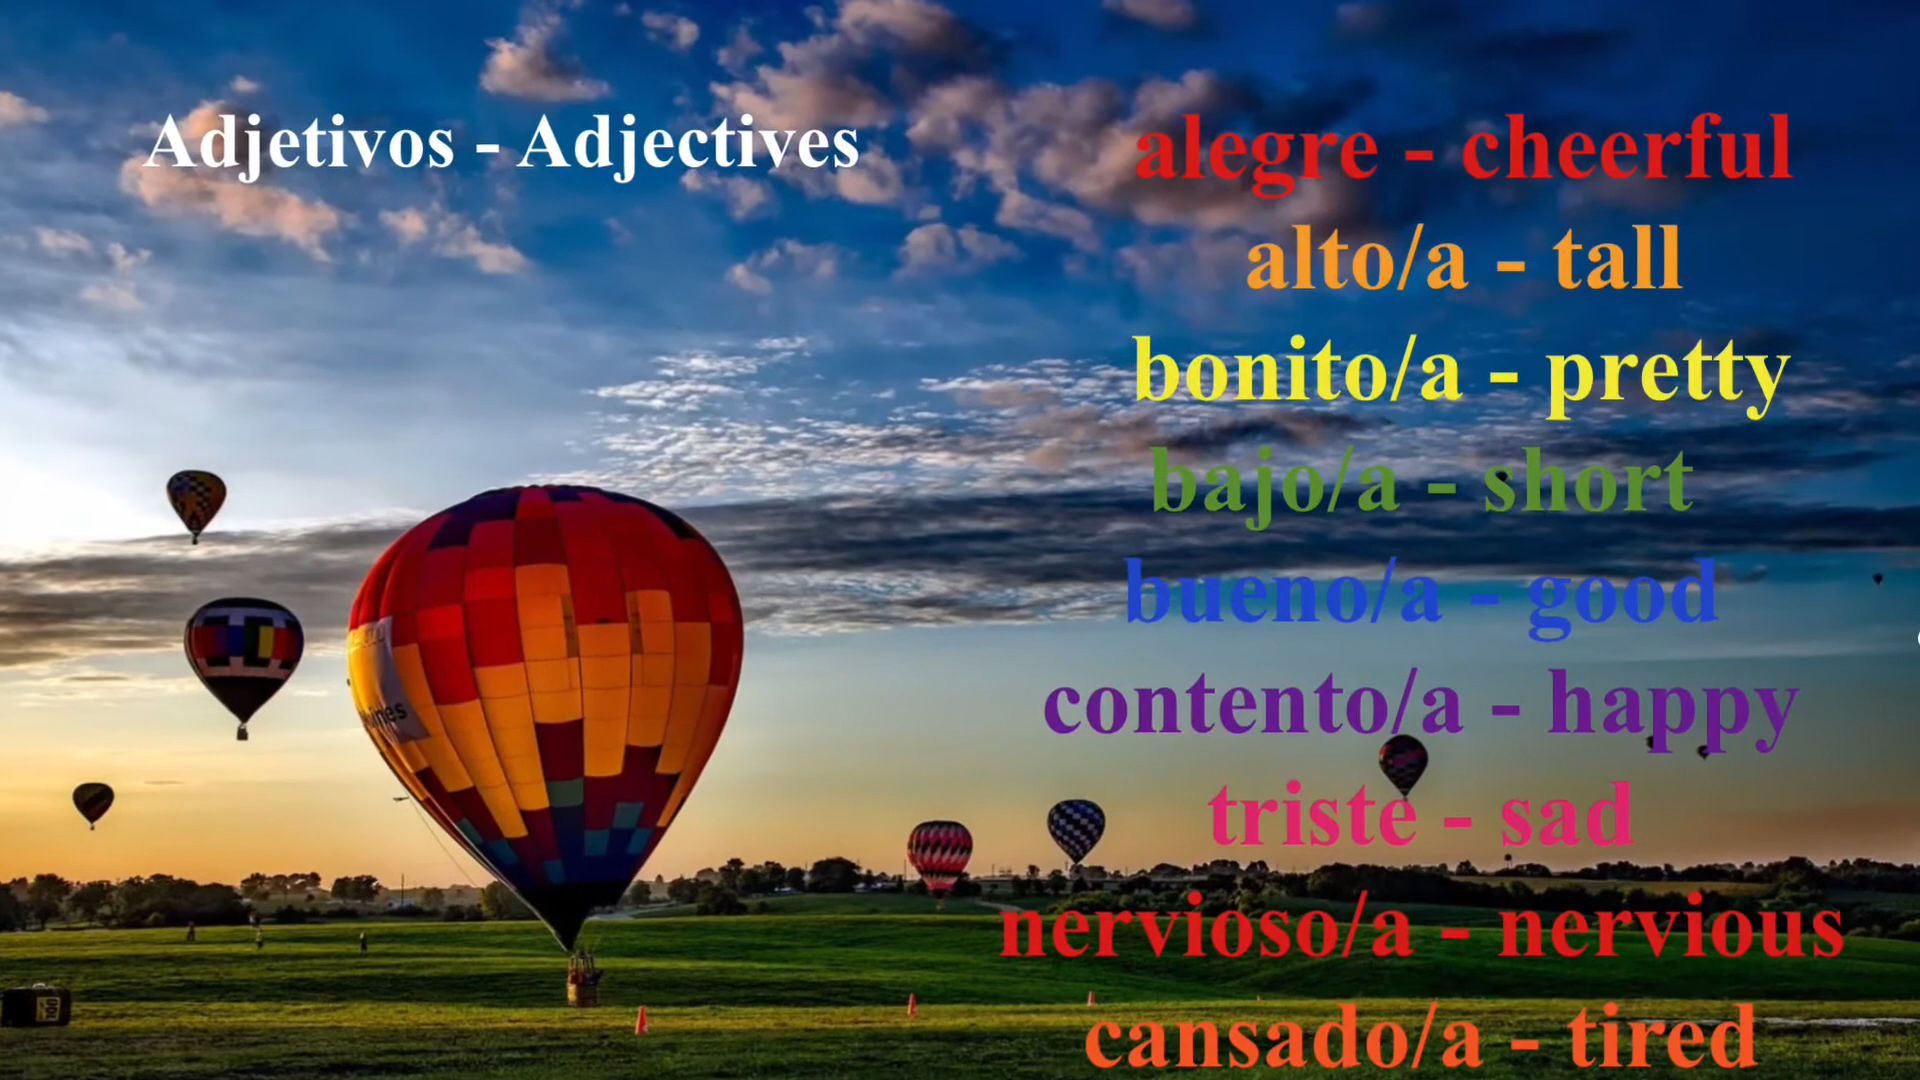 Adjetivos - Adjectives
alegre - cheerful
alto/a - tall
bonito/a - pretty
bajo/a - short
bueno/a - good
contento/a - happy
triste - sad
nervioso/a - nervious
cansado/a - tired